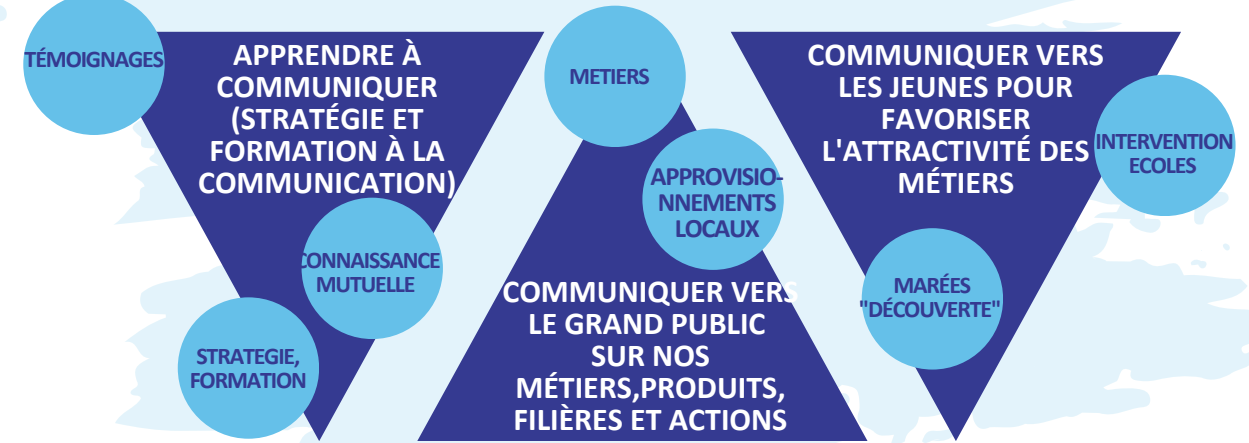 TÉMOIGNAGES
APPRENDRE À
COMMUNIQUER
(STRATÉGIE ET
FORMATION À LA
COMMUNICATION)
CONNAISSANCE
MUTUELLE
STRATEGIE,
FORMATION
METIERS
APPROVISIO-
NNEMENTS
LOCAUX
COMMUNIQUER VERS
LE GRAND PUBLIC
SUR NOS
MÉTIERS,PRODUITS,
FILIÈRES ET ACTIONS
COMMUNIQUER VERS
LES JEUNES POUR
FAVORISER
L'ATTRACTIVITÉ DES
MÉTIERS
INTERVENTION
ECOLES
MARÉES
"DÉCOUVERTE"